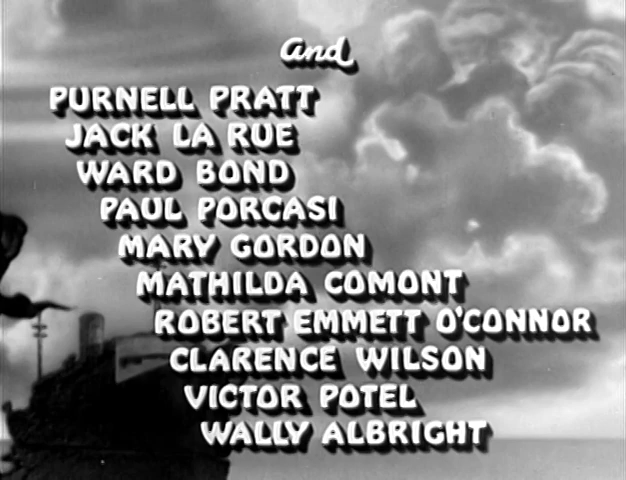 and
PURNELL PRATT
JACK LA RUE
WARD BOND
PAUL PORCASI
MARY GORDON
MATHILDA COMONT
ROBERT EMMETT O'CONNOR
CLARENCE WILSON
VICTOR POTEL
WALLY ALBRIGHT